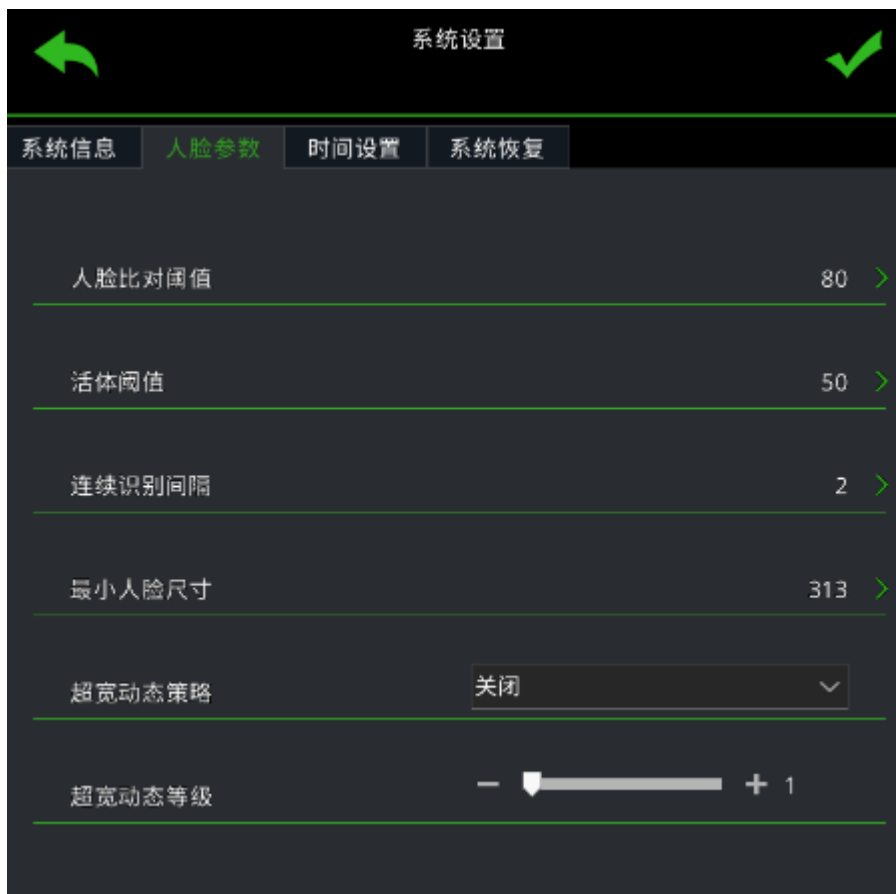 系统设置
系统信息 人脸参数 时间设置 系统恢复
人脸比对阈值 80
活体阈值 50
连续识别间隔 2
最小人脸尺寸 313
超宽动态策略 关闭
超宽动态等级 1